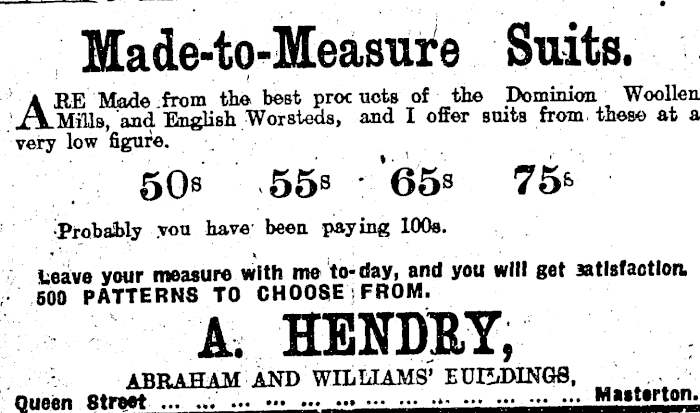 Made-to-Measure Suits.
ARE Made from the best products of the Dominion Woollen
Mills, and English Worsteds, and I offer suits from these at a
very low figure.
50s 55s 65s 75s
Probably you have been paying 100s.
Leave your measure with me to-day, and you will get satisfaction.
500 PATTERNS TO CHOOSE FROM.
A. HENDRY,
ABRAHAM AND WILLIAMS' BUILDINGS,
Queen Street ... ... ... ... ... ... ... ... ... ... ... ... Masterton.